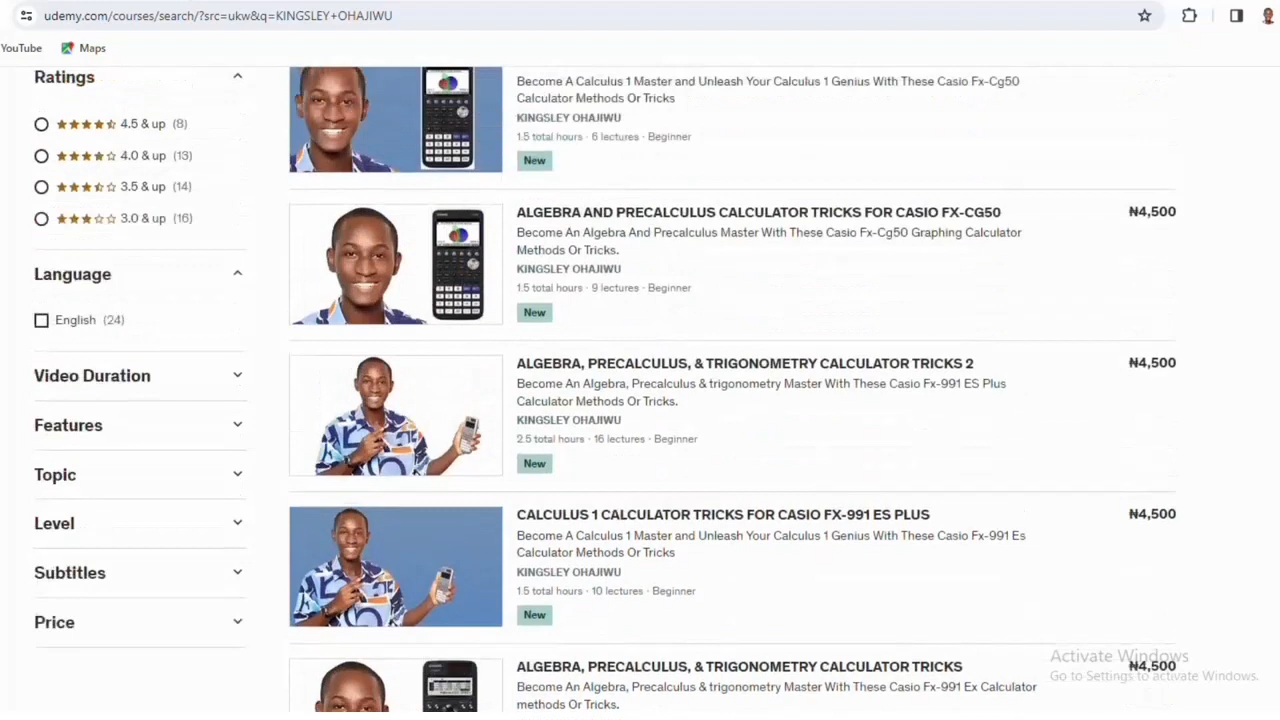 udemy.com/courses/search/?src=ukw&q=KINGSLEY+OHAJIWU
YouTube Maps
Ratings
4.5 & up (8)
4.0 & up (13)
3.5 & up (14)
3.0 & up (16)
Language
English (24)
Video Duration
Features
Topic
Level
Subtitles
Price
Become A Calculus 1 Master and Unleash Your Calculus 1 Genius With These Casio Fx-Cg50
Calculator Methods Or Tricks
KINGSLEY OHAJIWU
1.5 total hours · 6 lectures · Beginner
New
ALGEBRA AND PRECALCULUS CALCULATOR TRICKS FOR CASIO FX-CG50 ₦4,500
Become An Algebra And Precalculus Master With These Casio Fx-Cg50 Graphing Calculator
Methods Or Tricks.
KINGSLEY OHAJIWU
1.5 total hours · 9 lectures · Beginner
New
ALGEBRA, PRECALCULUS, & TRIGONOMETRY CALCULATOR TRICKS 2 ₦4,500
Become An Algebra, Precalculus & trigonometry Master With These Casio Fx-991 ES Plus
Calculator Methods Or Tricks.
KINGSLEY OHAJIWU
2.5 total hours · 16 lectures · Beginner
New
CALCULUS 1 CALCULATOR TRICKS FOR CASIO FX-991 ES PLUS ₦4,500
Become A Calculus 1 Master and Unleash Your Calculus 1 Genius With These Casio Fx-991 Es
Calculator Methods Or Tricks
KINGSLEY OHAJIWU
1.5 total hours · 10 lectures · Beginner
New
ALGEBRA, PRECALCULUS, & TRIGONOMETRY CALCULATOR TRICKS ₦4,500
Become An Algebra, Precalculus & trigonometry Master With These Casio Fx-991 Ex Calculator
methods Or Tricks.
Activate Windows
Go to Settings to activate Windows.